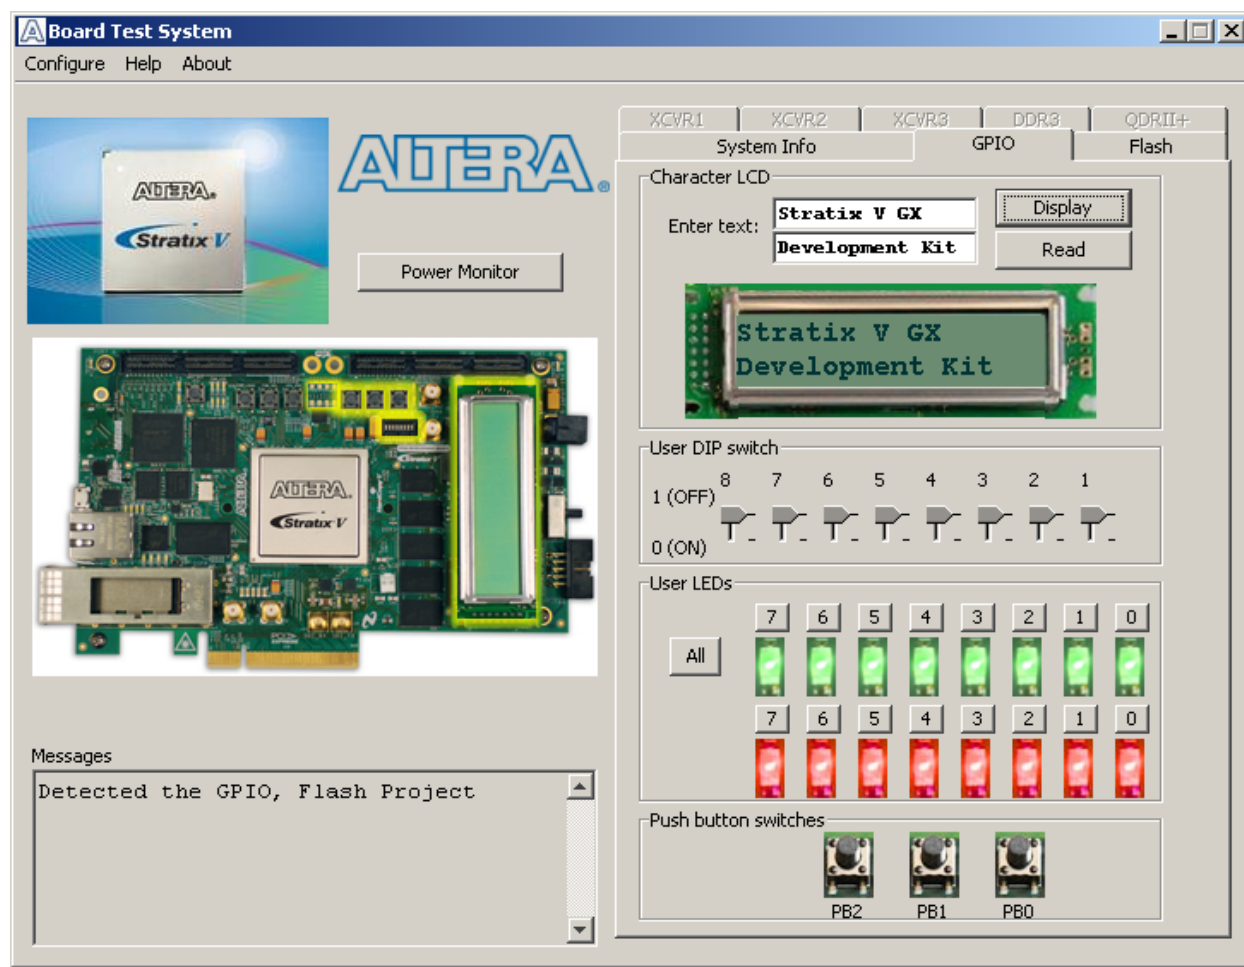 Board Test System
Configure Help About
ALTERA®
Stratix V
ALTERA®
Power Monitor
ALTERA
Stratix V
Messages
Detected the GPIO, Flash Project
XCVR1 XCVR2 XCVR3 DDR3 QDRII+
System Info GPIO Flash
Character LCD
Enter text:
Stratix V GX
Development Kit
Display
Read
Stratix V GX
Development Kit
User DIP switch
8 7 6 5 4 3 2 1
1 (OFF)
0 (ON)
User LEDs
7 6 5 4 3 2 1 0
All
7 6 5 4 3 2 1 0
Push button switches
PB2 PB1 PB0